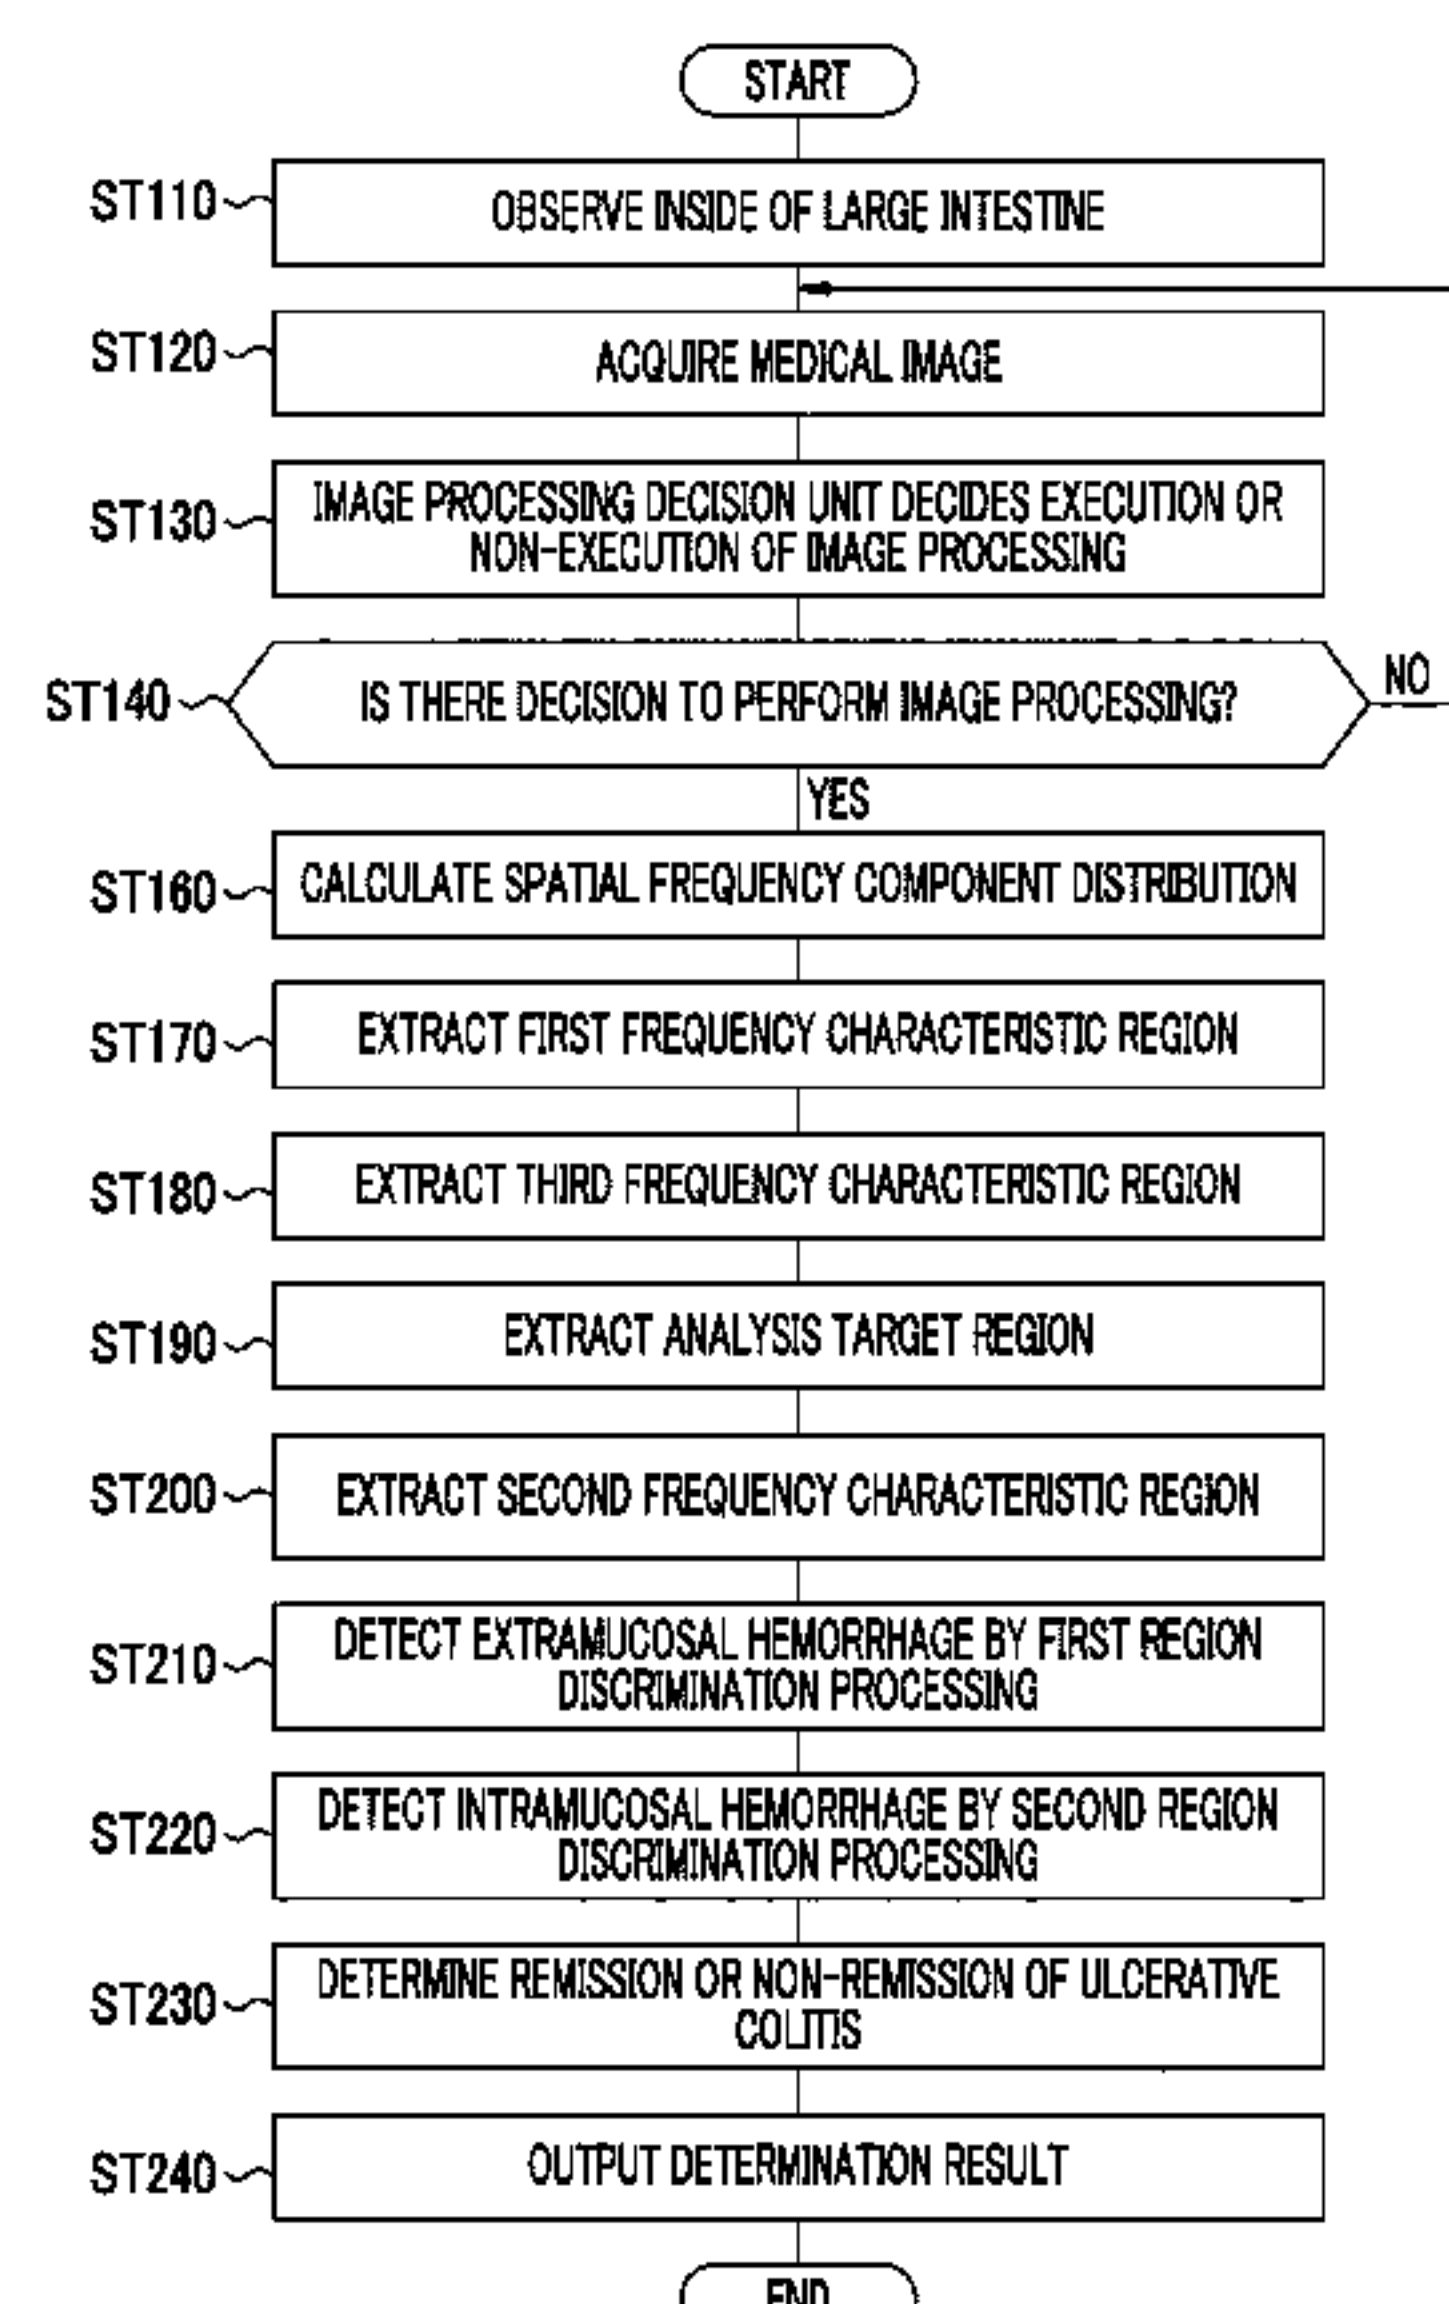 START
ST110
OBSERVE INSIDE OF LARGE INTESTINE
ST120
ACQUIRE MEDICAL IMAGE
ST130
IMAGE PROCESSING DECISION UNIT DECIDES EXECUTION OR
NON-EXECUTION OF IMAGE PROCESSING
ST140
IS THERE DECISION TO PERFORM IMAGE PROCESSING?
NO
YES
ST160
CALCULATE SPATIAL FREQUENCY COMPONENT DISTRIBUTION
ST170
EXTRACT FIRST FREQUENCY CHARACTERISTIC REGION
ST180
EXTRACT THIRD FREQUENCY CHARACTERISTIC REGION
ST190
EXTRACT ANALYSIS TARGET REGION
ST200
EXTRACT SECOND FREQUENCY CHARACTERISTIC REGION
ST210
DETECT EXTRAMUCOSAL HEMORRHAGE BY FIRST REGION
DISCRIMINATION PROCESSING
ST220
DETECT INTRAMUCOSAL HEMORRHAGE BY SECOND REGION
DISCRIMINATION PROCESSING
ST230
DETERMINE REMISSION OR NON-REMISSION OF ULCERATIVE
COLITIS
ST240
OUTPUT DETERMINATION RESULT
END